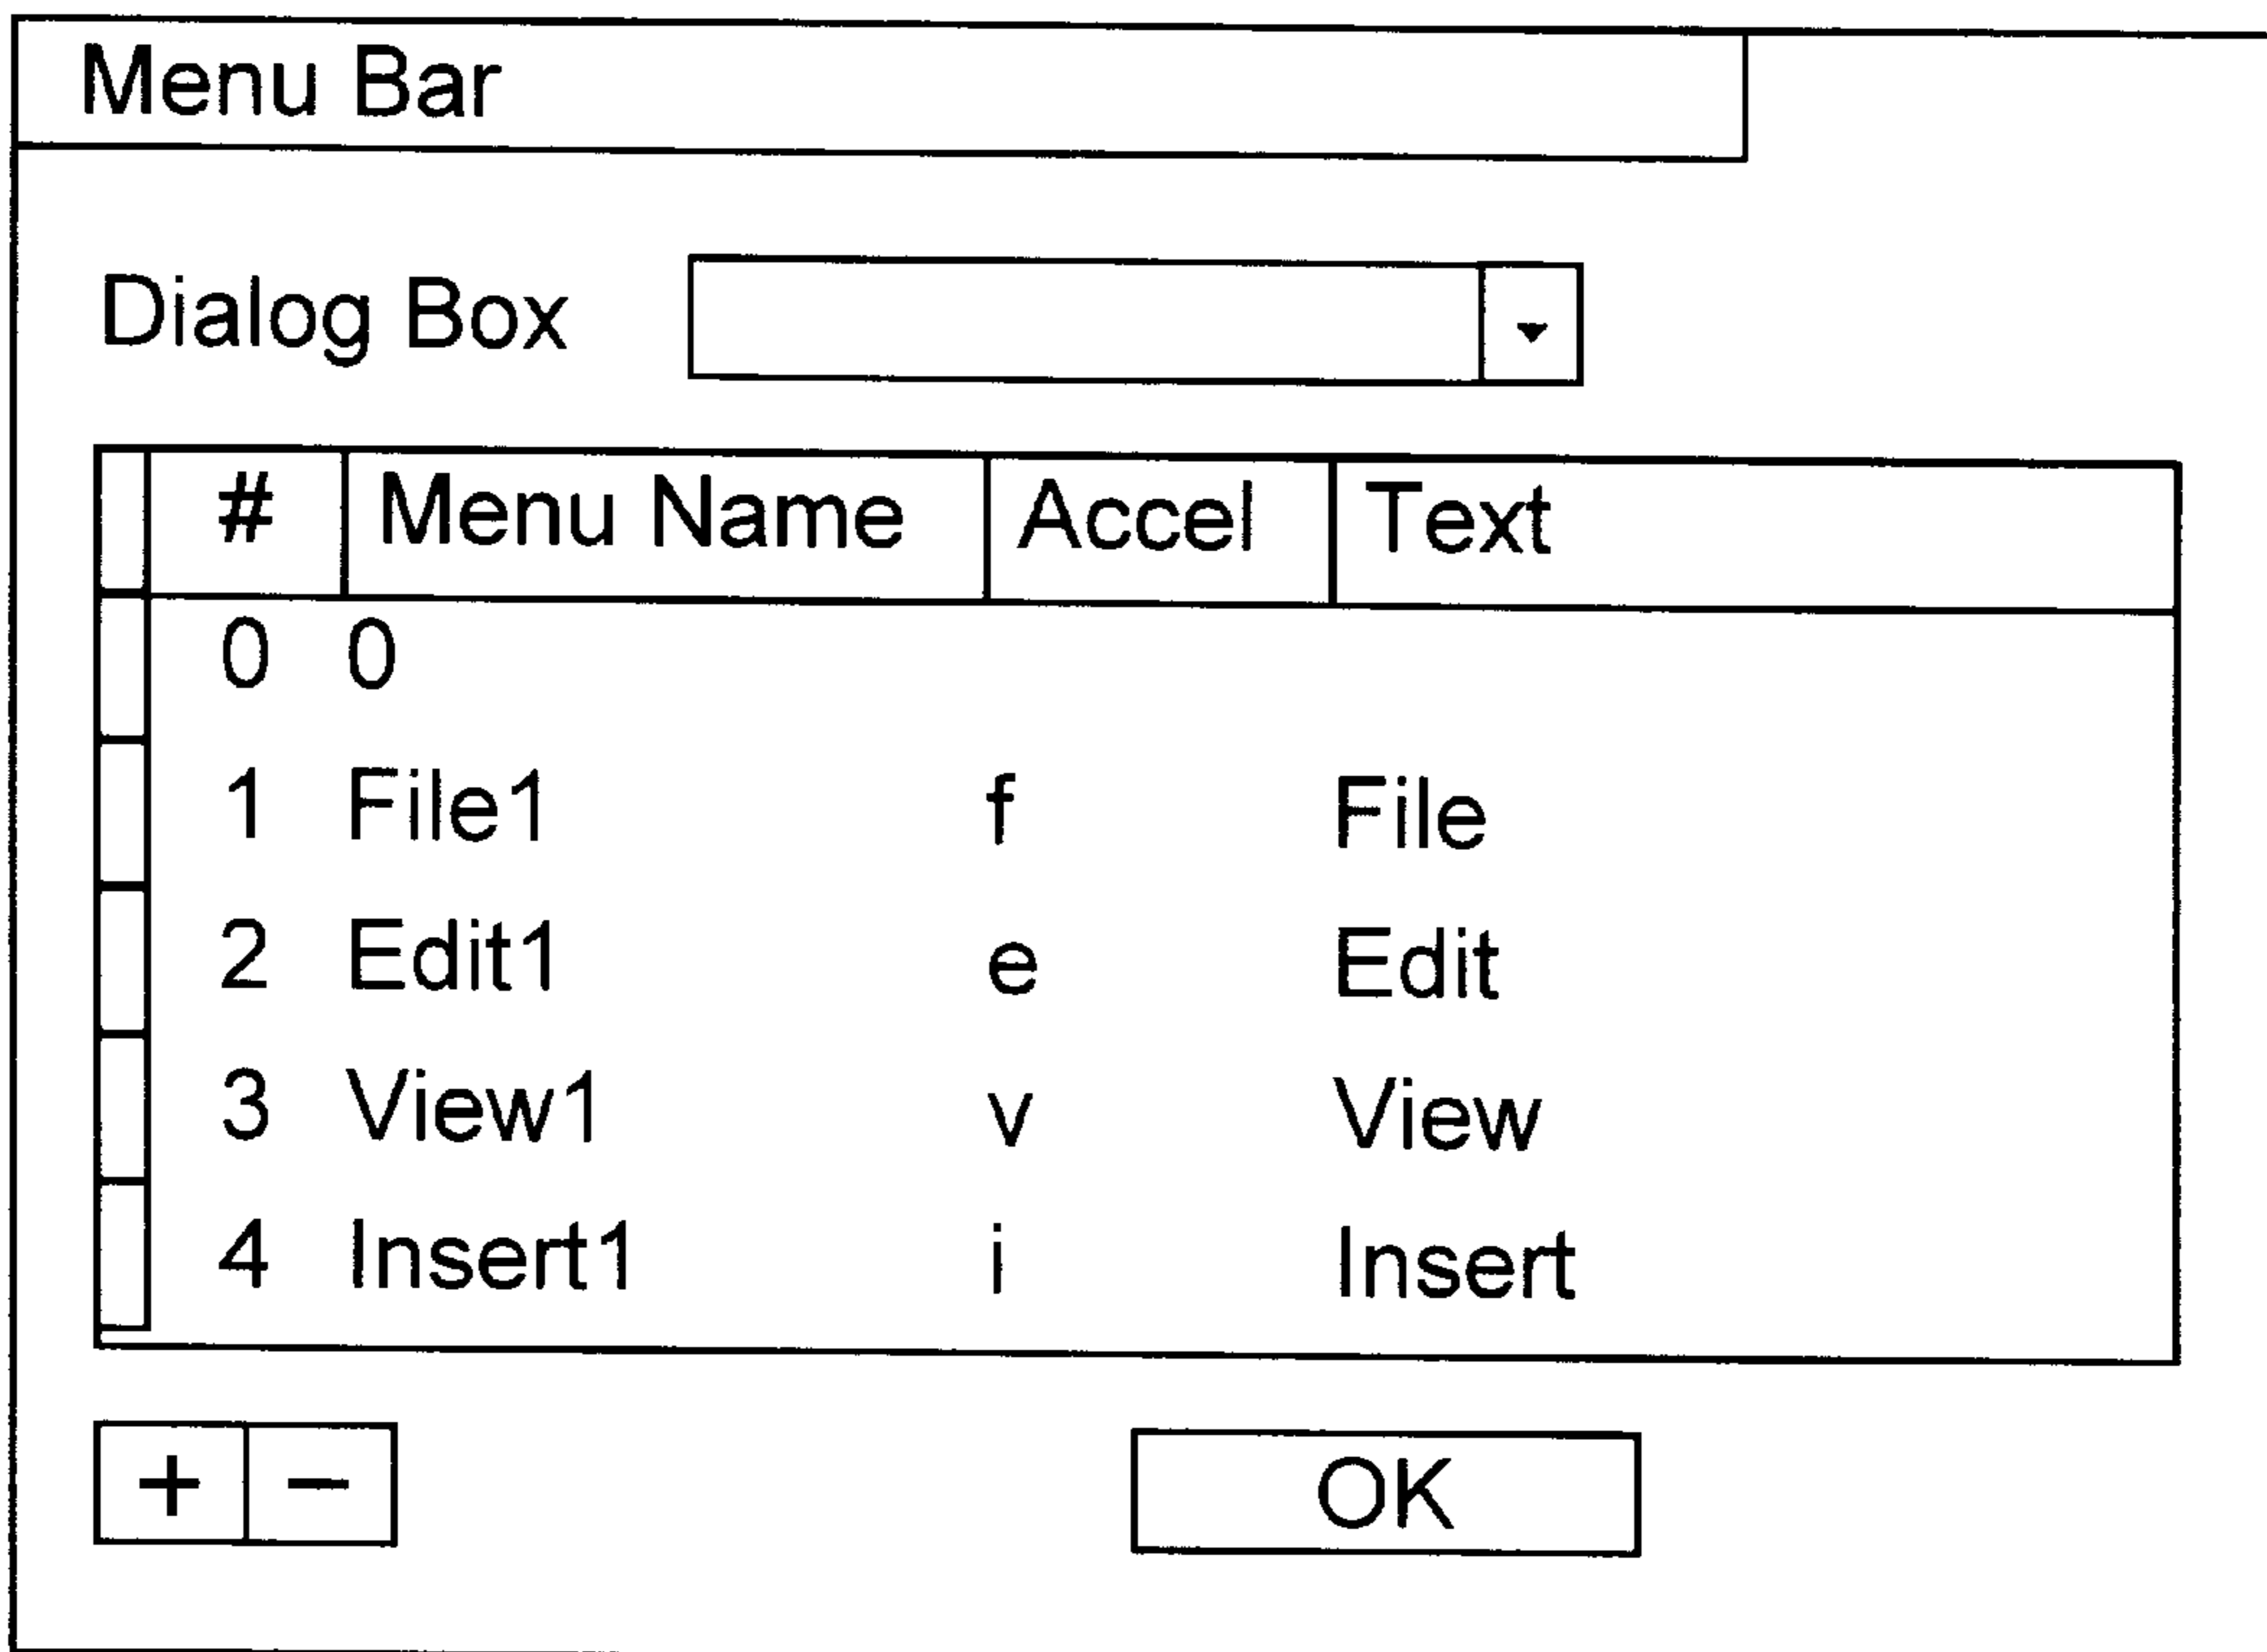 Menu Bar
Dialog Box
# Menu Name Accel Text
0 0
1 File1 f File
2 Edit1 e Edit
3 View1 v View
4 Insert1 i Insert
+ − OK